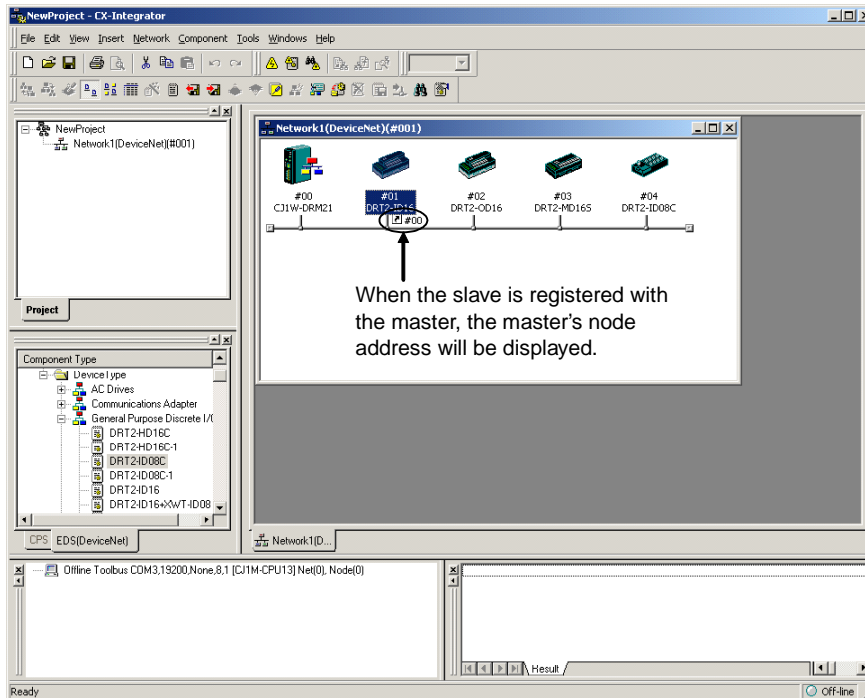 NewProject - CX-Integrator
File Edit View Insert Network Component Tools Windows Help
NewProject
Network1(DeviceNet)(#001)
Project
Network1(DeviceNet)(#001)
#00
CJ1W-DRM21
#01
DRT2-ID16
#02
DRT2-OD16
#03
DRT2-MD16S
#04
DRT2-ID08C
#00
When the slave is registered with
the master, the master's node
address will be displayed.
Component Type
DeviceType
AC Drives
Communications Adapter
General Purpose Discrete I/O
DRT2-HD16C
DRT2-HD16C-1
DRT2-ID08C
DRT2-ID08C-1
DRT2-ID16
DRT2-ID16+XWT-ID08
CPS
EDS(DeviceNet)
Network1(D...
Offline Toolbus COM3,19200,None,8,1 [CJ1M-CPU13] Net(0), Node(0)
Result
Ready
Off-line